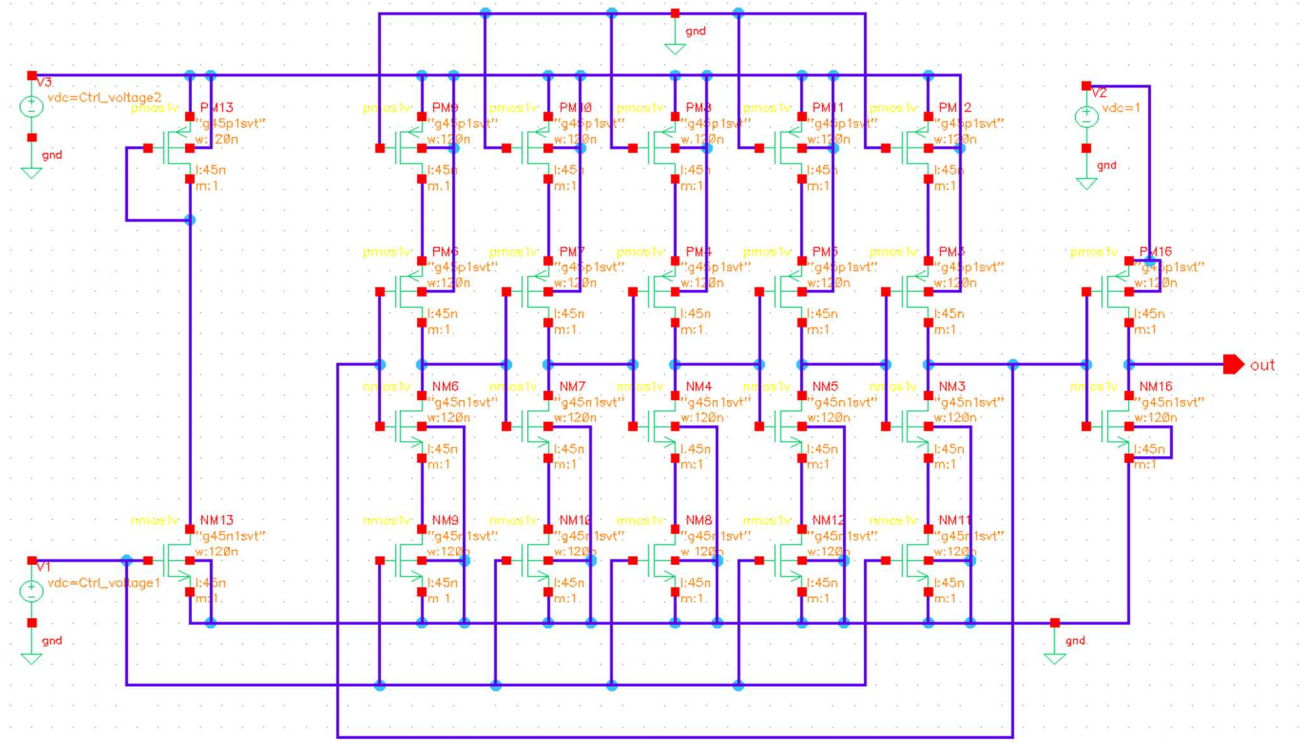 gnd
V3
vdc=Ctrl_voltage2
gnd
pmos1v PM13
"g45p1svt"
w:120n
l:45n
m:1
pmos1v PM9
"g45p1svt"
w:120n
l:45n
m:1
pmos1v PM10
"g45p1svt"
w:120n
l:45n
m:1
pmos1v PM8
"g45p1svt"
w:120n
l:45n
m:1
pmos1v PM11
"g45p1svt"
w:120n
l:45n
m:1
pmos1v PM12
"g45p1svt"
w:120n
l:45n
m:1
V2
vdc=1
gnd
pmos1v PM6
"g45p1svt"
w:120n
l:45n
m:1
pmos1v PM7
"g45p1svt"
w:120n
l:45n
m:1
pmos1v PM4
"g45p1svt"
w:120n
l:45n
m:1
pmos1v PM5
"g45p1svt"
w:120n
l:45n
m:1
pmos1v PM3
"g45p1svt"
w:120n
l:45n
m:1
pmos1v PM16
"g45p1svt"
w:120n
l:45n
m:1
out
nmos1v NM6
"g45n1svt"
w:120n
l:45n
m:1
nmos1v NM7
"g45n1svt"
w:120n
l:45n
m:1
nmos1v NM4
"g45n1svt"
w:120n
l:45n
m:1
nmos1v NM5
"g45n1svt"
w:120n
l:45n
m:1
nmos1v NM3
"g45n1svt"
w:120n
l:45n
m:1
nmos1v NM16
"g45n1svt"
w:120n
l:45n
m:1
V1
vdc=Ctrl_voltage1
gnd
nmos1v NM13
"g45n1svt"
w:120n
l:45n
m:1
nmos1v NM9
"g45n1svt"
w:120n
l:45n
m:1
nmos1v NM10
"g45n1svt"
w:120n
l:45n
m:1
nmos1v NM8
"g45n1svt"
w:120n
l:45n
m:1
nmos1v NM12
"g45n1svt"
w:120n
l:45n
m:1
nmos1v NM11
"g45n1svt"
w:120n
l:45n
m:1
gnd